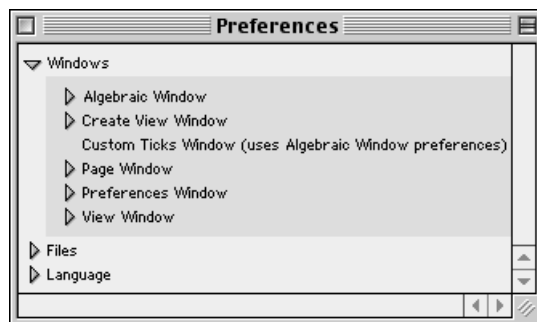 Preferences
Windows
Algebraic Window
Create View Window
Custom Ticks Window (uses Algebraic Window preferences)
Page Window
Preferences Window
View Window
Files
Language